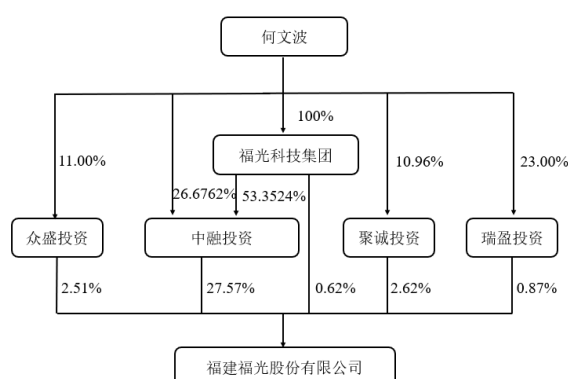 何文波
100%
福光科技集团
11.00%
26.6762%
53.3524%
10.96%
23.00%
众盛投资
中融投资
聚诚投资
瑞盈投资
2.51%
27.57%
0.62%
2.62%
0.87%
福建福光股份有限公司